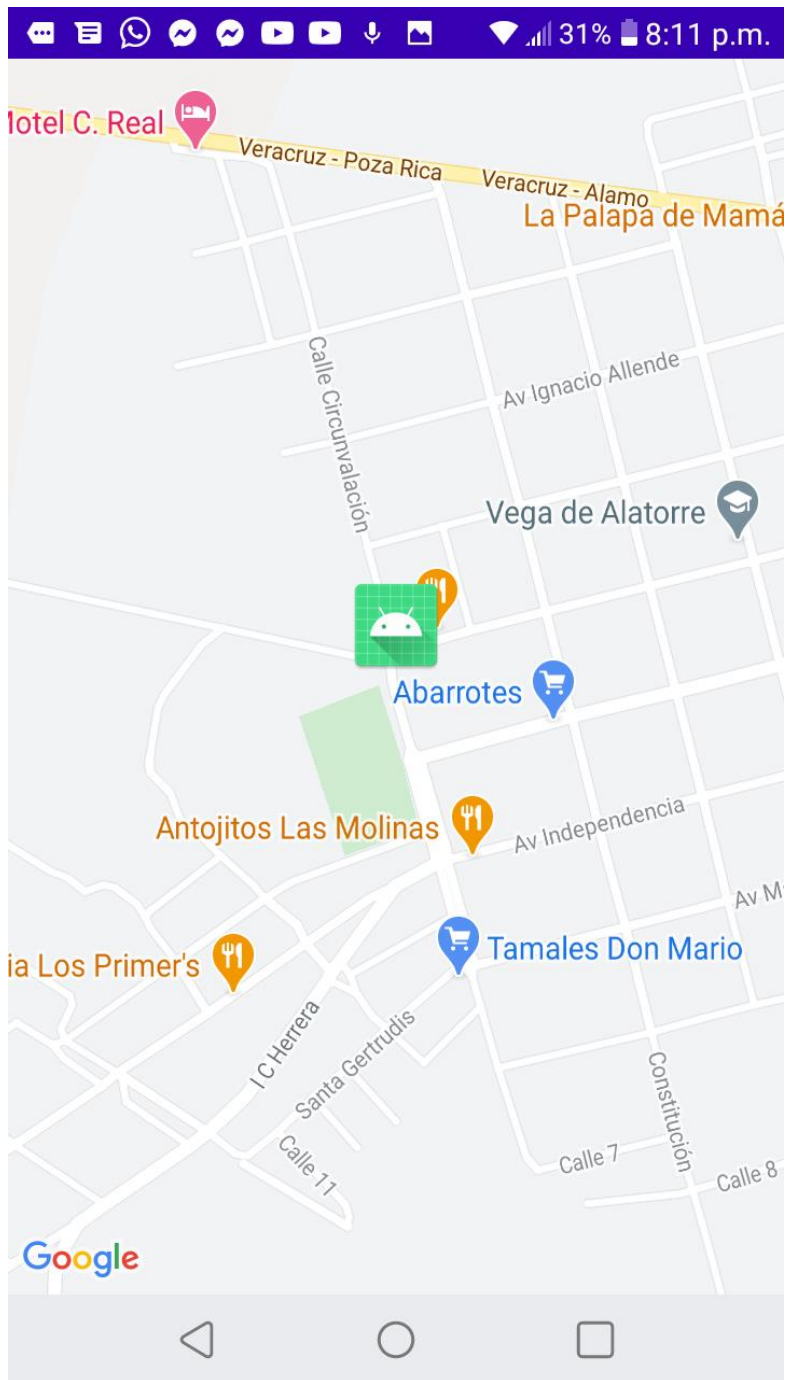 31% 8:11 p.m.
Motel C. Real
Veracruz - Poza Rica
Veracruz - Alamo
La Palapa de Mamá
Av Ignacio Allende
Calle Circunvalación
Vega de Alatorre
Abarrotes
Antojitos Las Molinas
Av Independencia
Av M
ia Los Primer's
Tamales Don Mario
I C Herrera
Santa Gertrudis
Constitución
Calle 11
Calle 7
Calle 8
Google